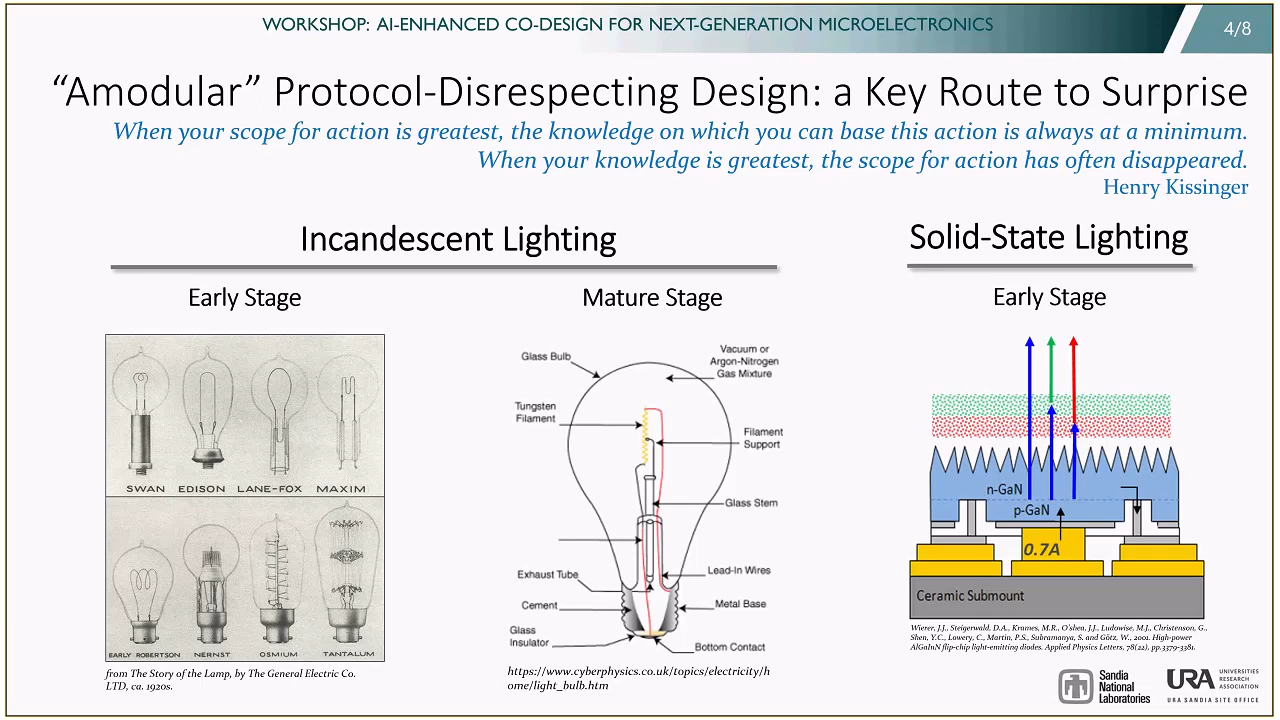 WORKSHOP: AI-ENHANCED CO-DESIGN FOR NEXT-GENERATION MICROELECTRONICS
4/8
“Amodular” Protocol-Disrespecting Design: a Key Route to Surprise
When your scope for action is greatest, the knowledge on which you can base this action is always at a minimum.
When your knowledge is greatest, the scope for action has often disappeared.
Henry Kissinger
Incandescent Lighting
Solid-State Lighting
Early Stage
Mature Stage
Early Stage
SWAN EDISON LANE-FOX MAXIM
EARLY ROBERTSON NERNST OSMIUM TANTALUM
from The Story of the Lamp, by The General Electric Co.
LTD, ca. 1920s.
Glass Bulb
Vacuum or
Argon-Nitrogen
Gas Mixture
Tungsten
Filament
Filament
Support
Glass Stem
Exhaust Tube
Lead-In Wires
Cement
Metal Base
Glass
Insulator
Bottom Contact
https://www.cyberphysics.co.uk/topics/electricity/h
ome/light_bulb.htm
n-GaN
p-GaN
0.7A
Ceramic Submount
Wierer, J.J., Steigerwald, D.A., Krames, M.R., O'shea, J.J., Ludowise, M.J., Christenson, G.,
Shen, Y.C., Lowery, C., Martin, P.S., Subramanya, S. and Götz, W., 2001. High-power
AlGaInN flip-chip light-emitting diodes. Applied Physics Letters, 78(22), pp.3379-3381.
Sandia
National
Laboratories
URA
UNIVERSITIES
RESEARCH
ASSOCIATION
URA SANDIA SITE OFFICE